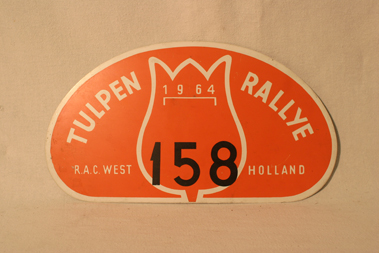 TULPEN RALLYE
1964
R.A.C. WEST HOLLAND
158